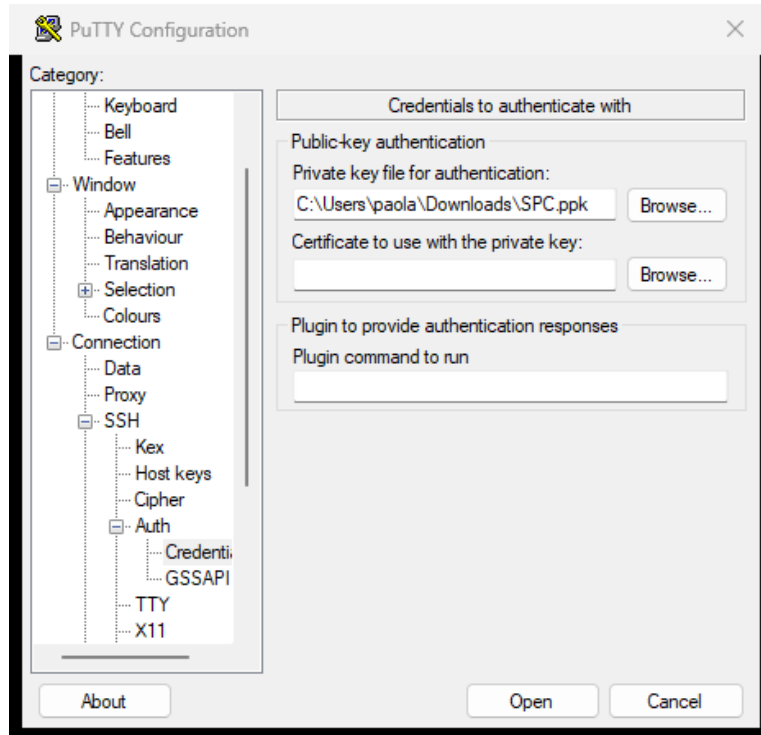 PuTTY Configuration
Category:
Keyboard
Bell
Features
Window
Appearance
Behaviour
Translation
Selection
Colours
Connection
Data
Proxy
SSH
Kex
Host keys
Cipher
Auth
Credentia
GSSAPI
TTY
X11
Credentials to authenticate with
Public-key authentication
Private key file for authentication:
C:\Users\paola\Downloads\SPC.ppk
Browse...
Certificate to use with the private key:
Browse...
Plugin to provide authentication responses
Plugin command to run
About
Open
Cancel